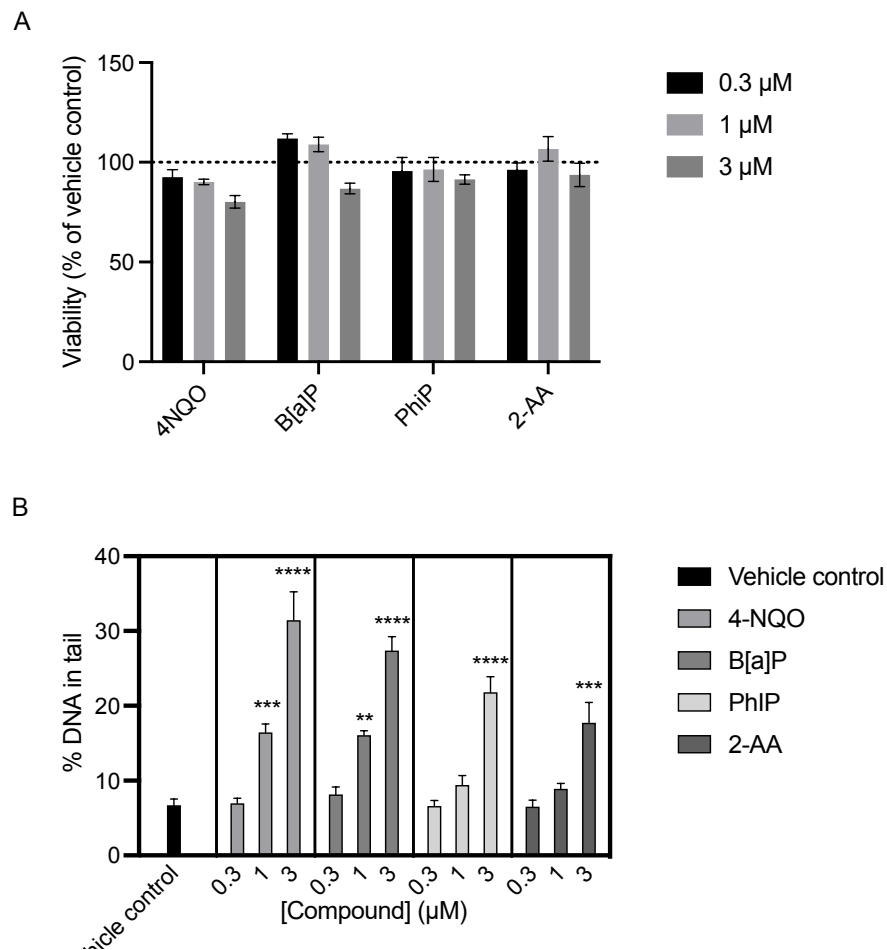 A
Viability (% of vehicle control)
150
100
50
0
4NQO
B[a]P
PhiP
2-AA
0.3 µM
1 µM
3 µM
B
% DNA in tail
40
30
20
10
0
***
****
**
****
****
***
control
0.3
1
3
0.3
1
3
0.3
1
3
0.3
1
3
[Compound] (µM)
Vehicle control
4-NQO
B[a]P
PhIP
2-AA